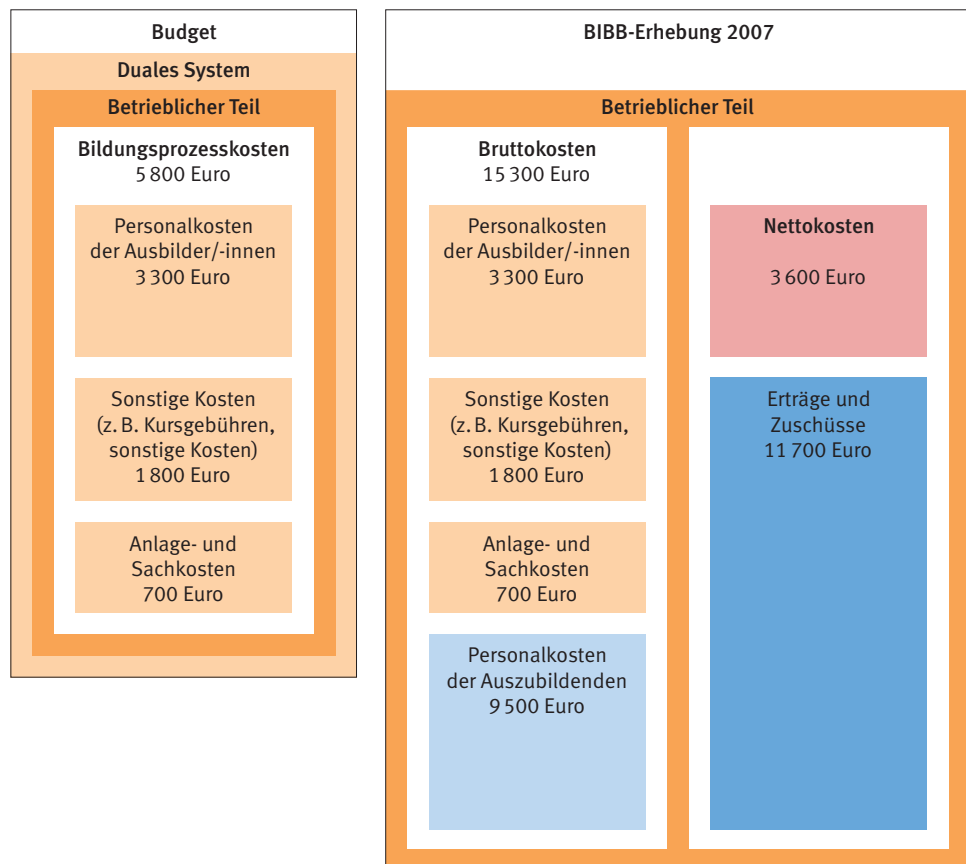 Budget
Duales System
Betrieblicher Teil
Bildungsprozesskosten
5 800 Euro
Personalkosten
der Ausbilder/-innen
3 300 Euro
Sonstige Kosten
(z. B. Kursgebühren,
sonstige Kosten)
1 800 Euro
Anlage- und
Sachkosten
700 Euro
BIBB-Erhebung 2007
Betrieblicher Teil
Bruttokosten
15 300 Euro
Personalkosten
der Ausbilder/-innen
3 300 Euro
Sonstige Kosten
(z. B. Kursgebühren,
sonstige Kosten)
1 800 Euro
Anlage- und
Sachkosten
700 Euro
Personalkosten
der Auszubildenden
9 500 Euro
Nettokosten
3 600 Euro
Erträge und
Zuschüsse
11 700 Euro